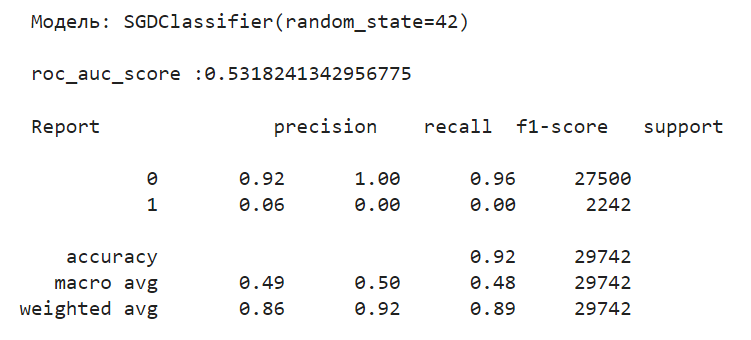 Модель: SGDClassifier(random_state=42)
roc_auc_score :0.5318241342956775
Report precision recall f1-score support
0 0.92 1.00 0.96 27500
1 0.06 0.00 0.00 2242
accuracy 0.92 29742
macro avg 0.49 0.50 0.48 29742
weighted avg 0.86 0.92 0.89 29742